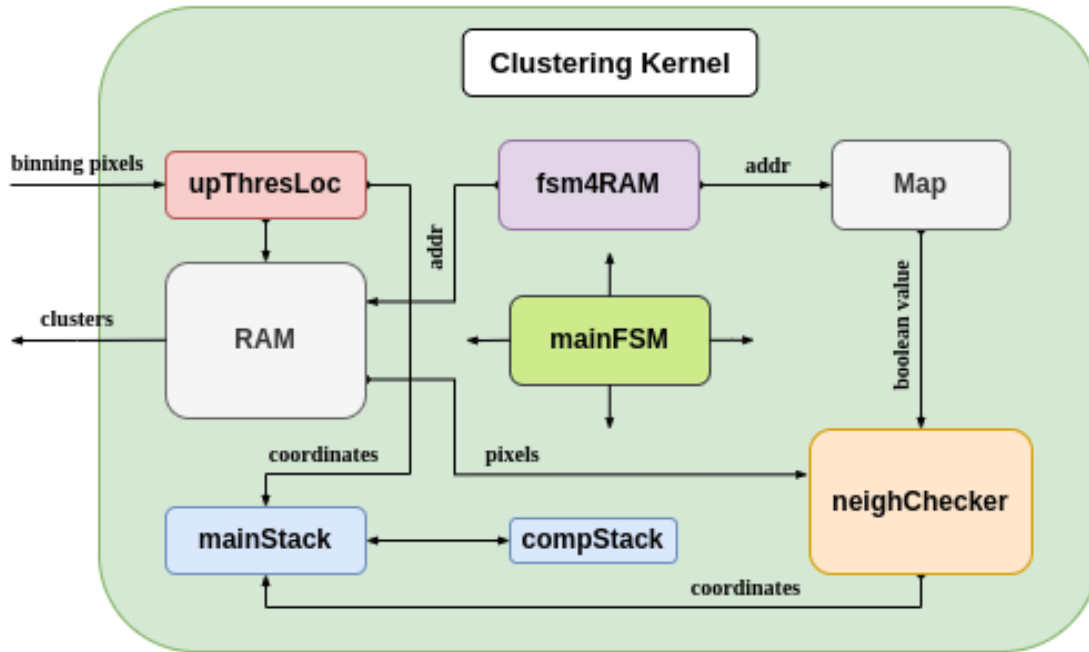 Clustering Kernel
binning pixels
upThresLoc
fsm4RAM
addr
Map
addr
clusters
RAM
mainFSM
boolean value
coordinates
pixels
neighChecker
mainStack
compStack
coordinates